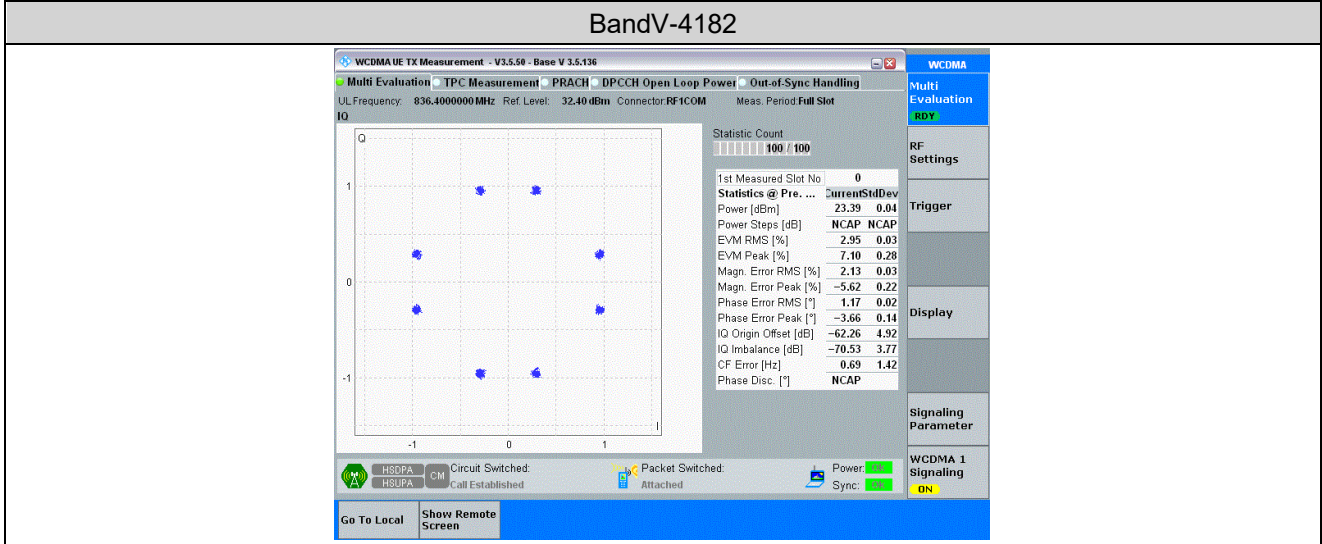 BandV-4182
WCDMA UE TX Measurement - V3.5.50 - Base V 3.5.136
WCDMA
Multi Evaluation TPC Measurement PRACH DPCCH Open Loop Power Out-of-Sync Handling
Multi
Evaluation
RDY
UL Frequency: 836.4000000 MHz Ref. Level: 32.40 dBm Connector: RF1COM Meas. Period: Full Slot
IQ
Q
1
0
-1
-1 0 1
I
Statistic Count
100 / 100
1st Measured Slot No 0
Statistics @ Pre. ... Current StdDev
Power [dBm] 23.39 0.04
Power Steps [dB] NCAP NCAP
EVM RMS [%] 2.95 0.03
EVM Peak [%] 7.10 0.28
Magn. Error RMS [%] 2.13 0.03
Magn. Error Peak [%] −5.62 0.22
Phase Error RMS [°] 1.17 0.02
Phase Error Peak [°] −3.66 0.14
IQ Origin Offset [dB] −62.26 4.92
IQ Imbalance [dB] −70.53 3.77
CF Error [Hz] 0.69 1.42
Phase Disc. [°] NCAP
RF
Settings
Trigger
Display
Signaling
Parameter
WCDMA 1
Signaling
ON
HSDPA
HSUPA
CM
Circuit Switched:
Call Established
Packet Switched:
Attached
Power:
Sync:
Go To Local
Show Remote
Screen